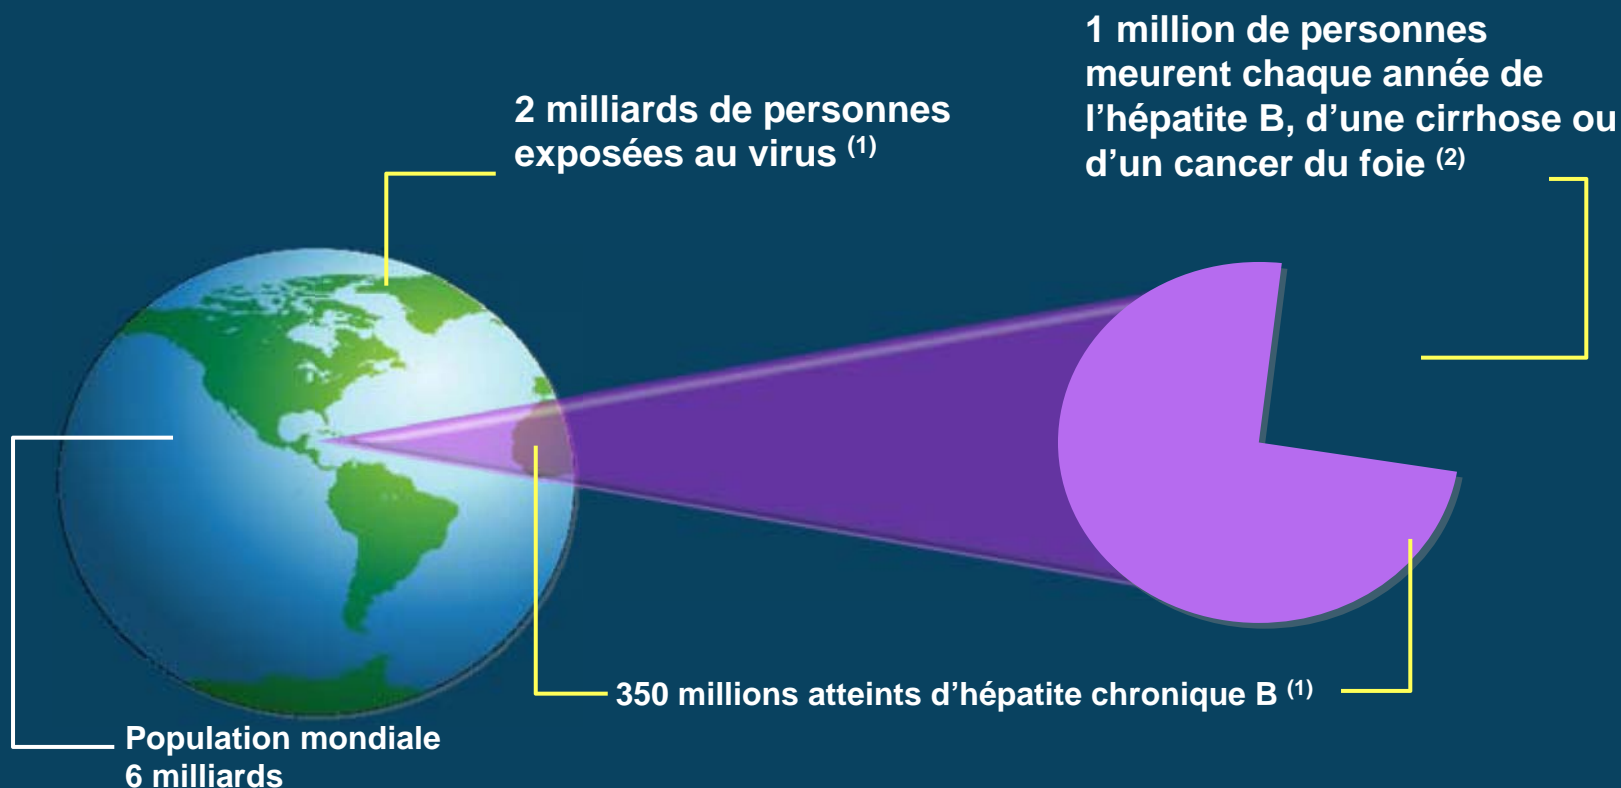 1 million de personnes
meurent chaque année de
l’hépatite B, d’une cirrhose ou
d’un cancer du foie (2)
2 milliards de personnes
exposées au virus (1)
350 millions atteints d’hépatite chronique B (1)
Population mondiale
6 milliards